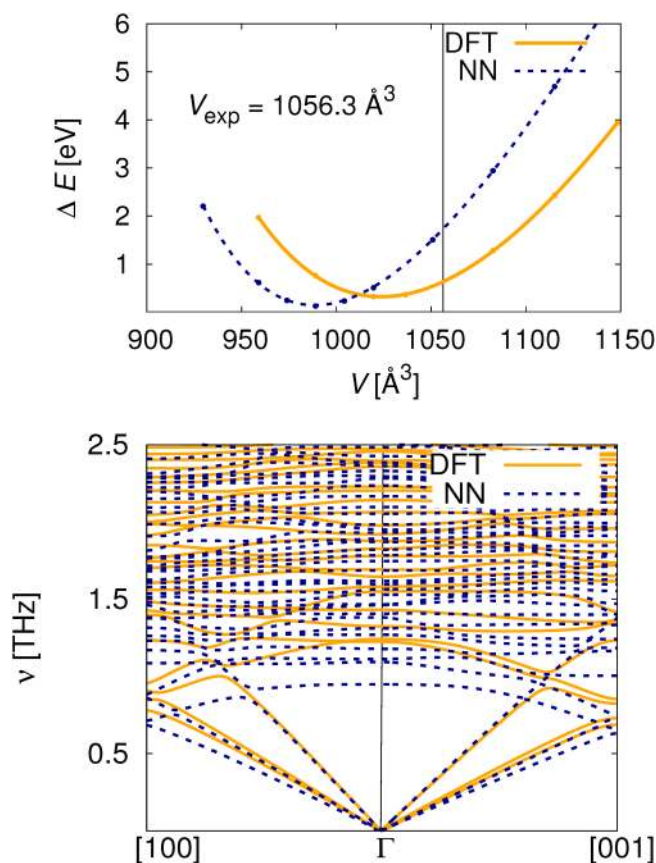 6
5
4
3
2
1
Δ E [eV]
DFT
NN
V_exp = 1056.3 Å³
900 950 1000 1050 1100 1150
V [Å³]
2.5
1.5
0.5
ν [THz]
DFT
NN
[100] Γ [001]